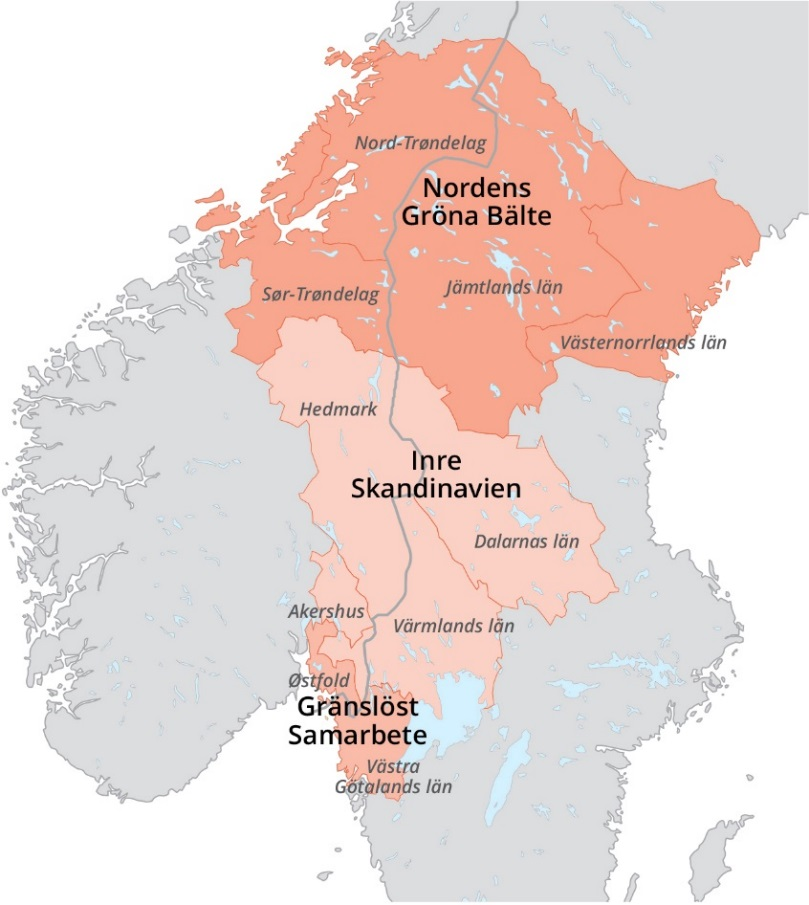 Nord-Trøndelag
Nordens
Gröna Bälte
Jämtlands län
Sør-Trøndelag
Västernorrlands län
Hedmark
Inre
Skandinavien
Dalarnas län
Akershus
Värmlands län
Østfold
Gränslöst
Samarbete
Västra
Götalands län